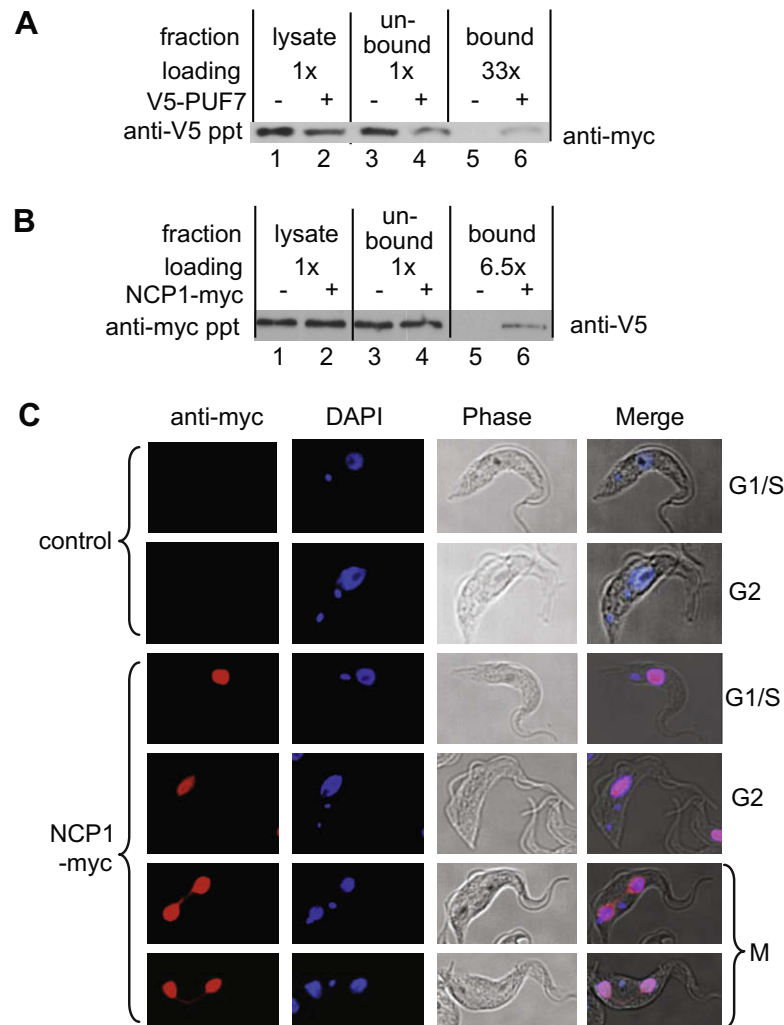 A
fraction lysate un-bound bound
loading 1x 1x 33x
V5-PUF7 - + - + - +
anti-V5 ppt anti-myc
1 2 3 4 5 6
B
fraction lysate un-bound bound
loading 1x 1x 6.5x
NCP1-myc - + - + - +
anti-myc ppt anti-V5
1 2 3 4 5 6
C
anti-myc DAPI Phase Merge
control
G1/S
G2
NCP1
-myc
G1/S
G2
M